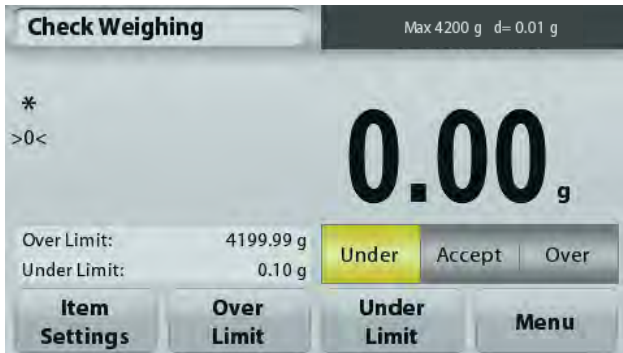 Check Weighing
Max 4200 g d= 0.01 g
*
>0<
0.00 g
Over Limit: 4199.99 g
Under Limit: 0.10 g
Under Accept Over
Item Settings
Over Limit
Under Limit
Menu